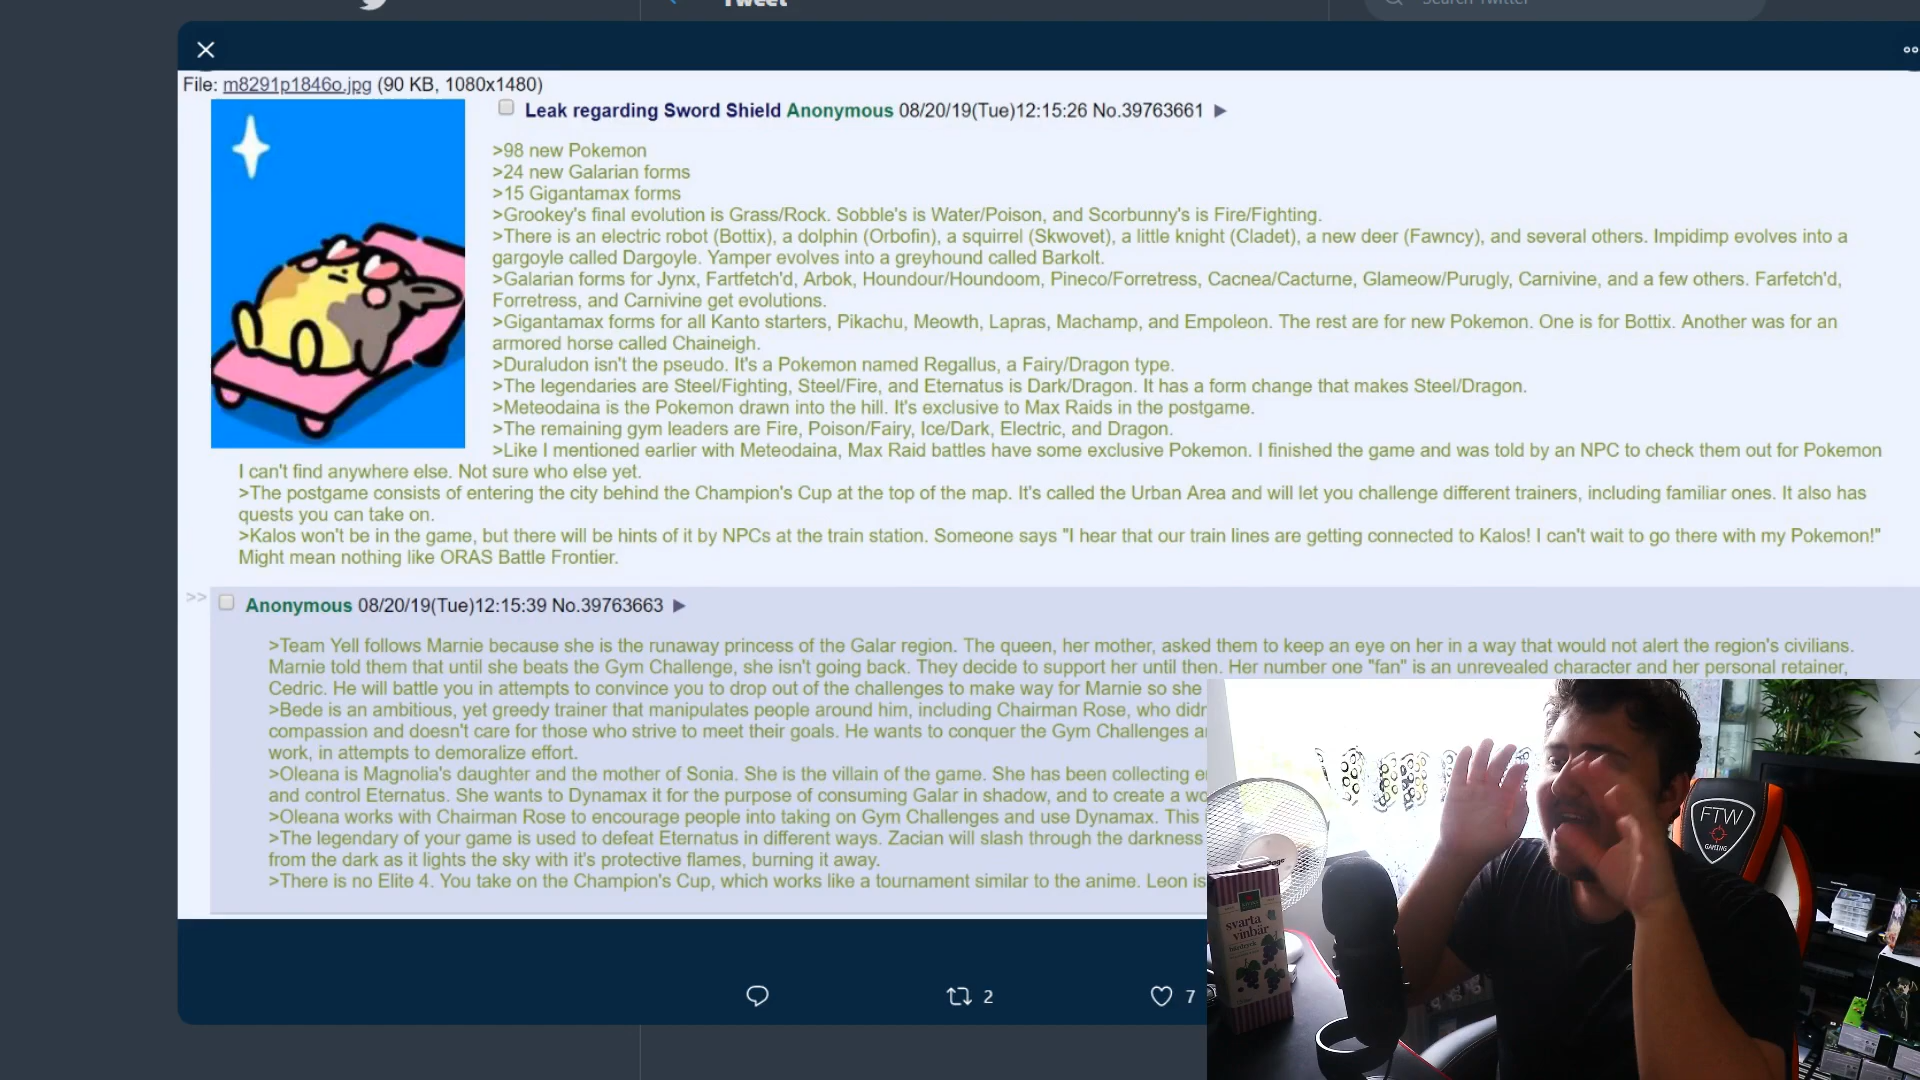 Tweet
Search Twitter
File: m8291p1846o.jpg (90 KB, 1080x1480)
Leak regarding Sword Shield Anonymous 08/20/19(Tue)12:15:26 No.39763661 ▶
>98 new Pokemon
>24 new Galarian forms
>15 Gigantamax forms
>Grookey's final evolution is Grass/Rock. Sobble's is Water/Poison, and Scorbunny's is Fire/Fighting.
>There is an electric robot (Bottix), a dolphin (Orbofin), a squirrel (Skwovet), a little knight (Cladet), a new deer (Fawncy), and several others. Impidimp evolves into a
gargoyle called Dargoyle. Yamper evolves into a greyhound called Barkolt.
>Galarian forms for Jynx, Fartfetch'd, Arbok, Houndour/Houndoom, Pineco/Forretress, Cacnea/Cacturne, Glameow/Purugly, Carnivine, and a few others. Farfetch'd,
Forretress, and Carnivine get evolutions.
>Gigantamax forms for all Kanto starters, Pikachu, Meowth, Lapras, Machamp, and Empoleon. The rest are for new Pokemon. One is for Bottix. Another was for an
armored horse called Chaineigh.
>Duraludon isn't the pseudo. It's a Pokemon named Regallus, a Fairy/Dragon type.
>The legendaries are Steel/Fighting, Steel/Fire, and Eternatus is Dark/Dragon. It has a form change that makes Steel/Dragon.
>Meteodaina is the Pokemon drawn into the hill. It's exclusive to Max Raids in the postgame.
>The remaining gym leaders are Fire, Poison/Fairy, Ice/Dark, Electric, and Dragon.
>Like I mentioned earlier with Meteodaina, Max Raid battles have some exclusive Pokemon. I finished the game and was told by an NPC to check them out for Pokemon
I can't find anywhere else. Not sure who else yet.
>The postgame consists of entering the city behind the Champion's Cup at the top of the map. It's called the Urban Area and will let you challenge different trainers, including familiar ones. It also has
quests you can take on.
>Kalos won't be in the game, but there will be hints of it by NPCs at the train station. Someone says "I hear that our train lines are getting connected to Kalos! I can't wait to go there with my Pokemon!"
Might mean nothing like ORAS Battle Frontier.
>> Anonymous 08/20/19(Tue)12:15:39 No.39763663 ▶
>Team Yell follows Marnie because she is the runaway princess of the Galar region. The queen, her mother, asked them to keep an eye on her in a way that would not alert the region's civilians.
Marnie told them that until she beats the Gym Challenge, she isn't going back. They decide to support her until then. Her number one "fan" is an unrevealed character and her personal retainer,
Cedric. He will battle you in attempts to convince you to drop out of the challenges to make way for Marnie so she
>Bede is an ambitious, yet greedy trainer that manipulates people around him, including Chairman Rose, who didn
compassion and doesn't care for those who strive to meet their goals. He wants to conquer the Gym Challenges a
work, in attempts to demoralize effort.
>Oleana is Magnolia's daughter and the mother of Sonia. She is the villain of the game. She has been collecting e
and control Eternatus. She wants to Dynamax it for the purpose of consuming Galar in shadow, and to create a wo
>Oleana works with Chairman Rose to encourage people into taking on Gym Challenges and use Dynamax. This
>The legendary of your game is used to defeat Eternatus in different ways. Zacian will slash through the darkness
from the dark as it lights the sky with it's protective flames, burning it away.
>There is no Elite 4. You take on the Champion's Cup, which works like a tournament similar to the anime. Leon is
2
7
FTW
GAMING
svarta
vinbär